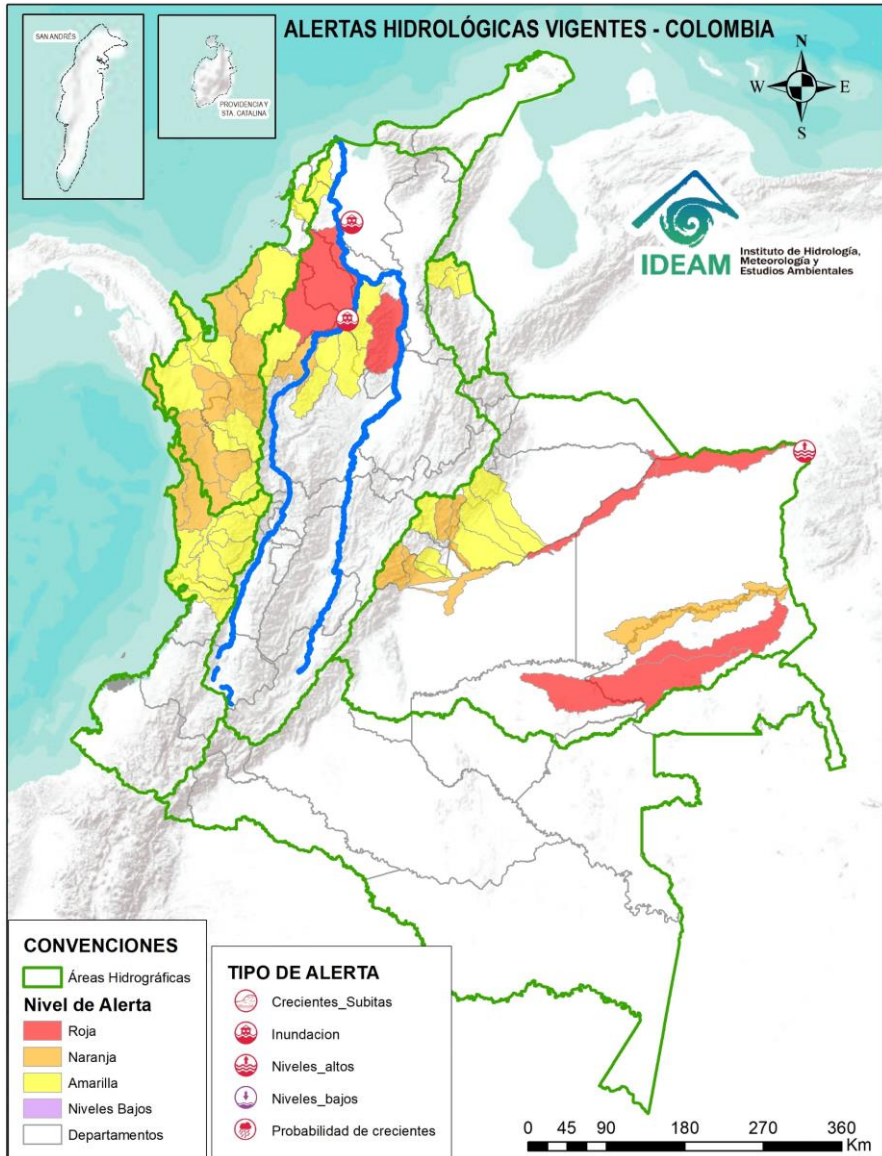 ALERTAS HIDROLÓGICAS VIGENTES - COLOMBIA
SAN ANDRÉS
PROVIDENCIA Y
STA. CATALINA
N
W
E
S
IDEAM
Instituto de Hidrología,
Meteorología y
Estudios Ambientales
CONVENCIONES
Áreas Hidrográficas
Nivel de Alerta
Roja
Naranja
Amarilla
Niveles Bajos
Departamentos
TIPO DE ALERTA
Crecientes_Subitas
Inundacion
Niveles_altos
Niveles_bajos
Probabilidad de crecientes
0 45 90 180 270 360
Km